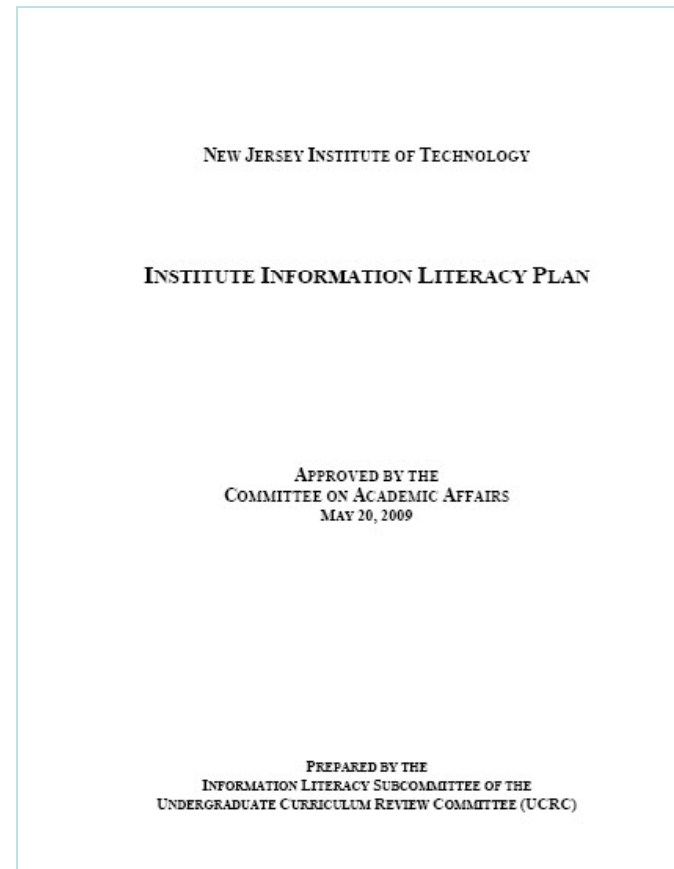 NEW JERSEY INSTITUTE OF TECHNOLOGY
INSTITUTE INFORMATION LITERACY PLAN
APPROVED BY THE
COMMITTEE ON ACADEMIC AFFAIRS
MAY 20, 2009
PREPARED BY THE
INFORMATION LITERACY SUBCOMMITTEE OF THE
UNDERGRADUATE CURRICULUM REVIEW COMMITTEE (UCRC)